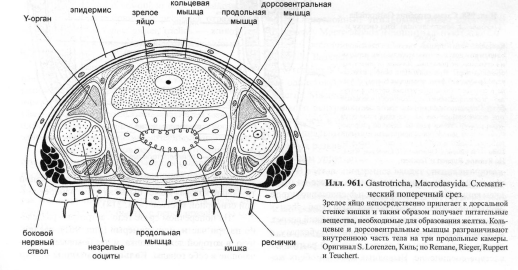 Y-орган
эпидермис
зрелое
яйцо
кольцевая
мышца
продольная
мышца
дорсовентральная
мышца
боковой
нервный
ствол
незрелые
ооциты
продольная
мышца
кишка
реснички
Илл. 961. Gastrotricha, Macrodasyida. Схемати-
ческий поперечный срез.
Зрелое яйцо непосредственно прилегает к дорсальной
стенке кишки и таким образом получает питательные
вещества, необходимые для образования желтка. Коль-
цевые и дорсовентральные мышцы разграничивают
внутреннюю часть тела на три продольные камеры.
Оригинал S. Lorenzen, Киль; по Remane, Rieger, Ruppert
и Teuchert.